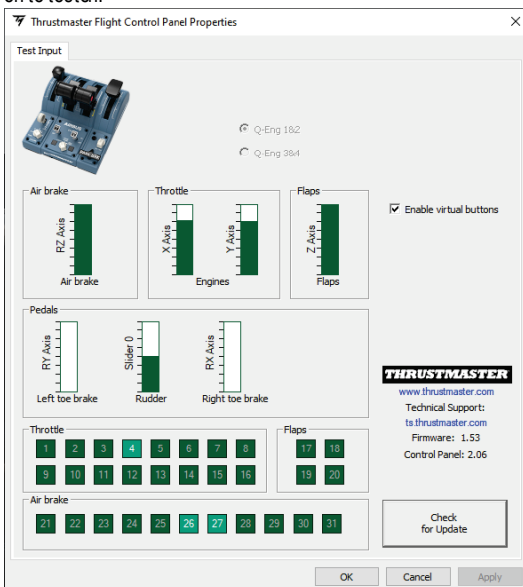 Thrustmaster Flight Control Panel Properties
Test Input
AIRBUS
Q-Eng 1&2
Q-Eng 3&4
Air brake
RZ Axis
Air brake
Throttle
X Axis
Y Axis
Engines
Flaps
Z Axis
Flaps
Enable virtual buttons
Pedals
RY Axis
Left toe brake
Slider 0
Rudder
RX Axis
Right toe brake
THRUSTMASTER
www.thrustmaster.com
Technical Support:
ts.thrustmaster.com
Firmware: 1.53
Control Panel: 2.06
Throttle
1 2 3 4 5 6 7 8
9 10 11 12 13 14 15 16
Flaps
17 18
19 20
Air brake
21 22 23 24 25 26 27 28 29 30 31
Check
for Update
OK Cancel Apply